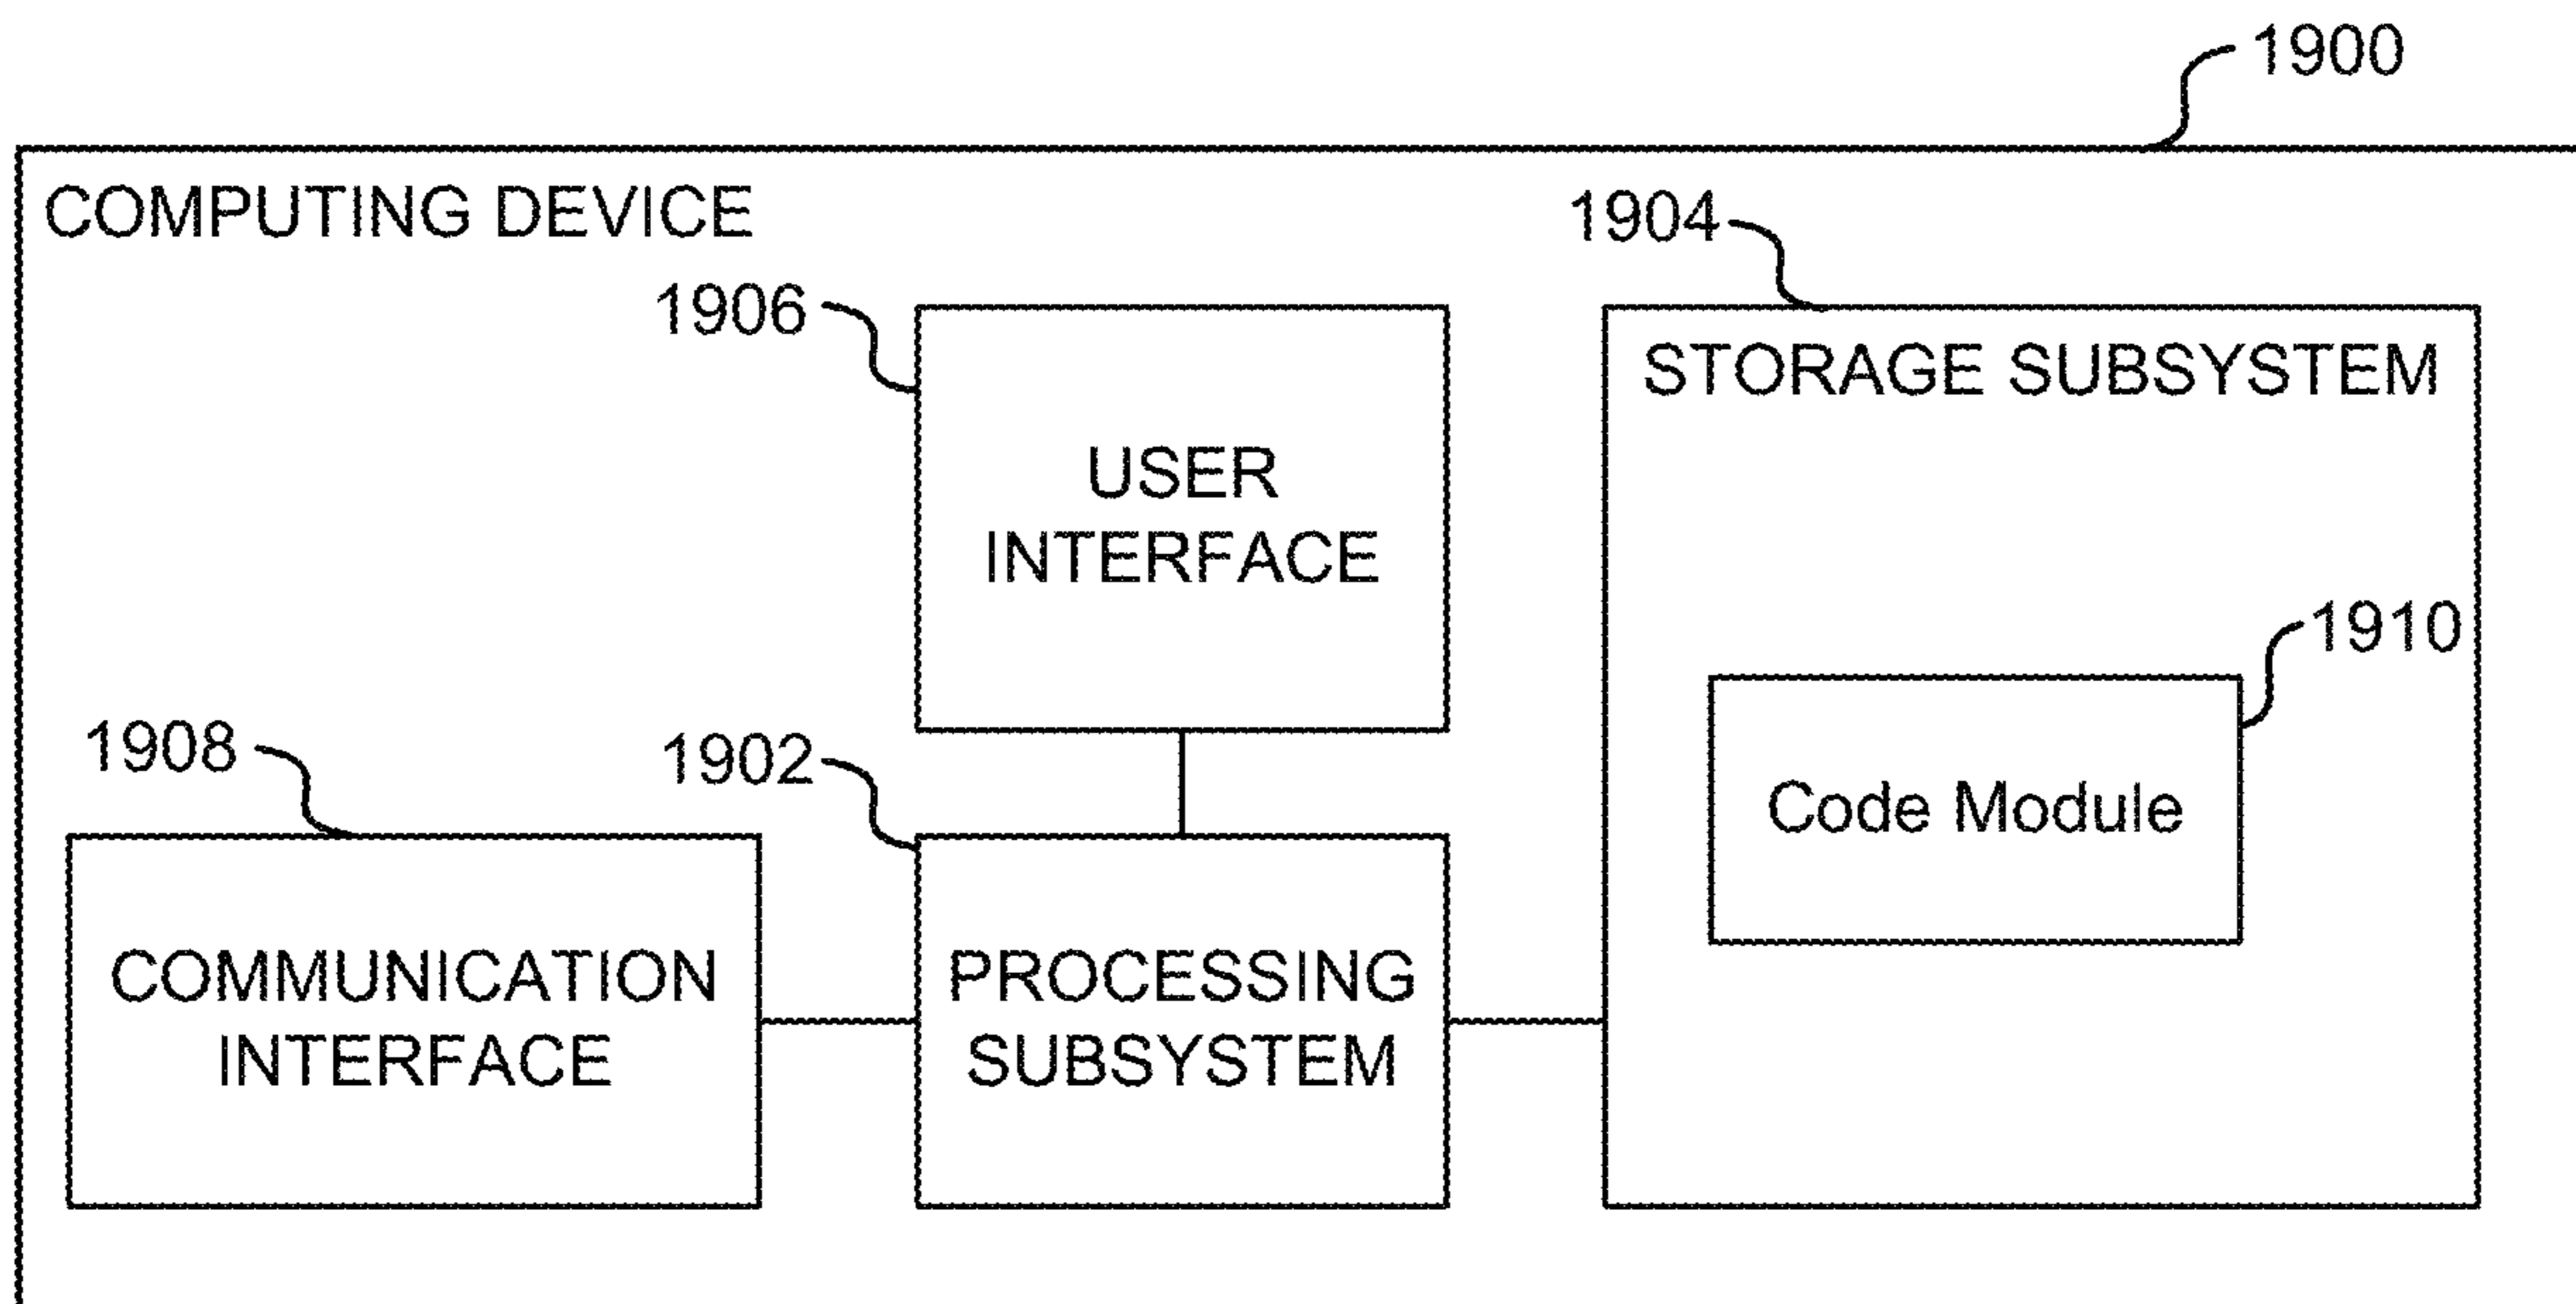 1900
COMPUTING DEVICE
1904
1906
STORAGE SUBSYSTEM
USER
INTERFACE
1910
1908
1902
Code Module
COMMUNICATION
INTERFACE
PROCESSING
SUBSYSTEM